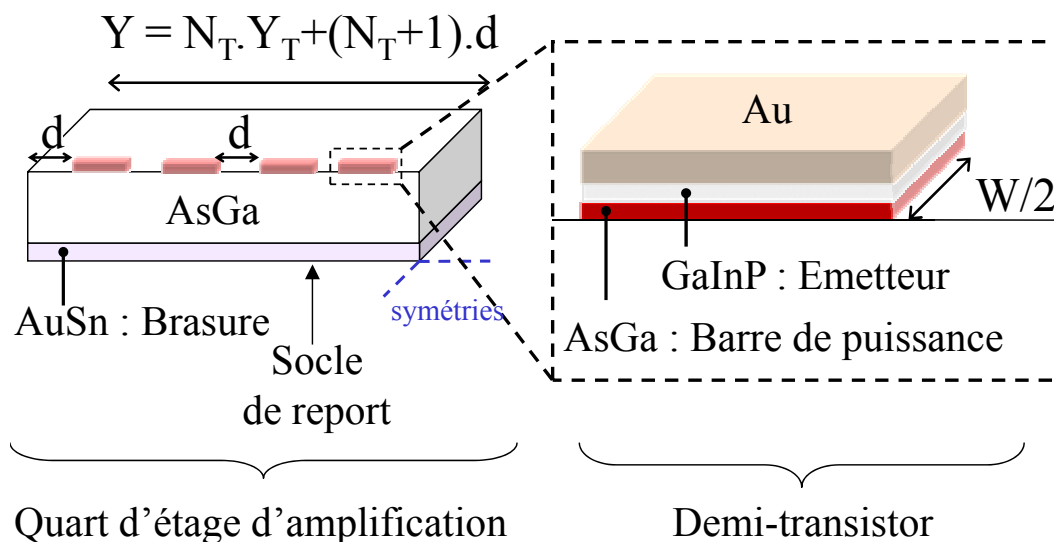 Y = N_T.Y_T+(N_T+1).d
d
d
AsGa
AuSn : Brasure
Socle
de report
symétries
Quart d'étage d'amplification
Au
W/2
GaInP : Emetteur
AsGa : Barre de puissance
Demi-transistor